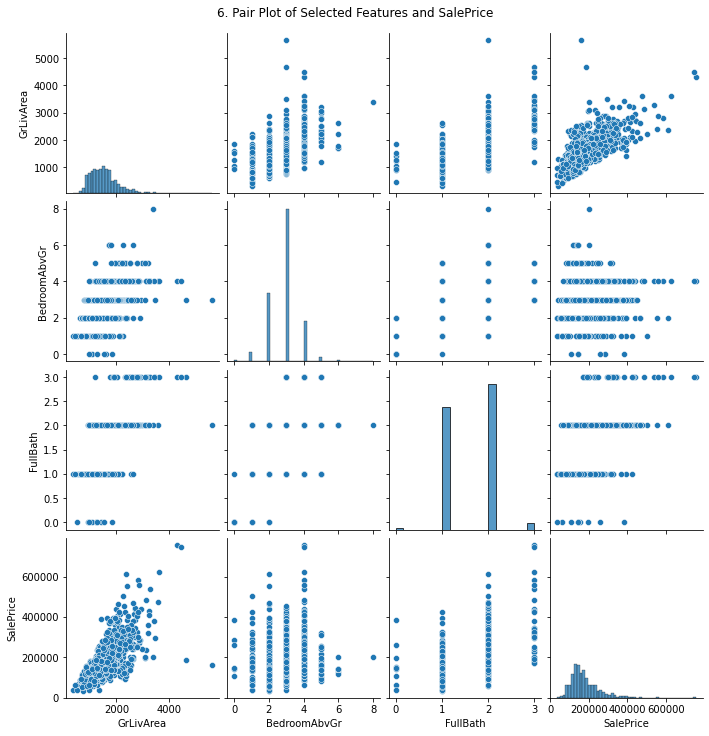 6. Pair Plot of Selected Features and SalePrice
5000
4000
3000
2000
1000
GrLivArea
8
6
4
2
0
BedroomAbvGr
3.0
2.5
2.0
1.5
1.0
0.5
0.0
FullBath
600000
400000
200000
0
SalePrice
2000 4000
GrLivArea
0 2 4 6 8
BedroomAbvGr
0 1 2 3
FullBath
0 200000 400000 600000
SalePrice